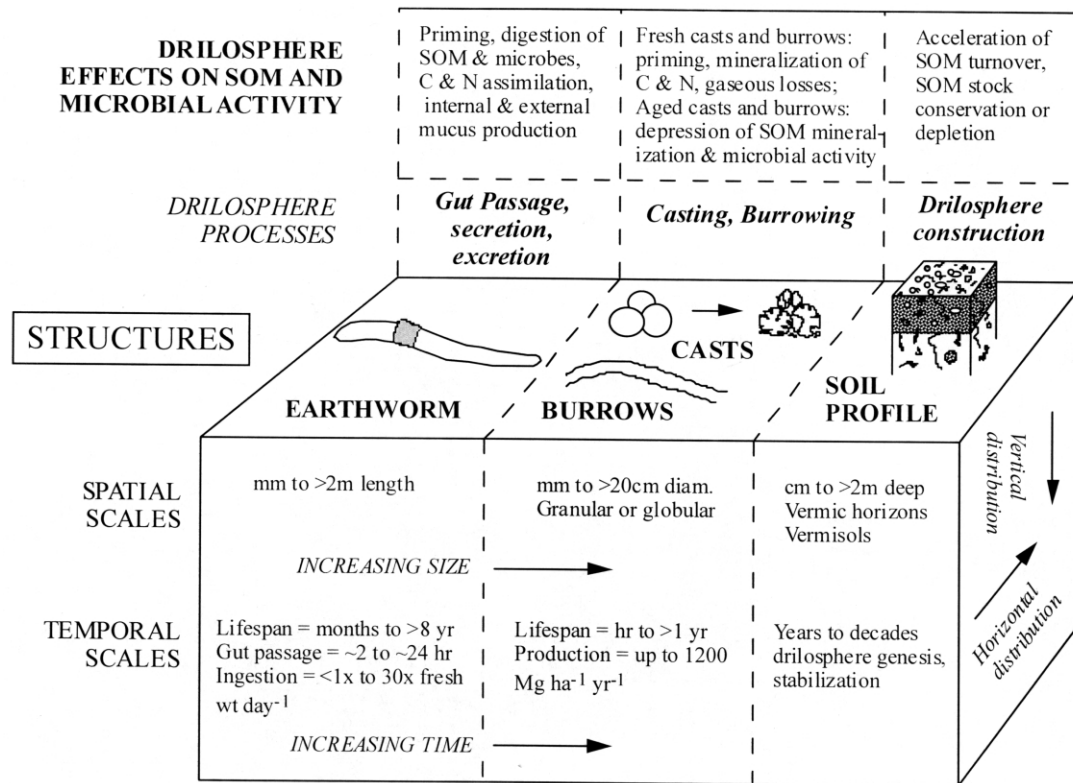 DRILOSPHERE
EFFECTS ON SOM AND
MICROBIAL ACTIVITY
Priming, digestion of
SOM & microbes,
C & N assimilation,
internal & external
mucus production
Fresh casts and burrows:
priming, mineralization of
C & N, gaseous losses;
Aged casts and burrows:
depression of SOM mineral-
ization & microbial activity
Acceleration of
SOM turnover,
SOM stock
conservation or
depletion
DRILOSPHERE
PROCESSES
Gut Passage,
secretion,
excretion
Casting, Burrowing
Drilosphere
construction
STRUCTURES
EARTHWORM
CASTS
BURROWS
SOIL
PROFILE
SPATIAL
SCALES
mm to >2m length
mm to >20cm diam.
Granular or globular
cm to >2m deep
Vermic horizons
Vermisols
Vertical
distribution
INCREASING SIZE
TEMPORAL
SCALES
Lifespan = months to >8 yr
Gut passage = ~2 to ~24 hr
Ingestion = <1x to 30x fresh
wt day⁻¹
Lifespan = hr to >1 yr
Production = up to 1200
Mg ha⁻¹ yr⁻¹
Years to decades
drilosphere genesis,
stabilization
Horizontal
distribution
INCREASING TIME